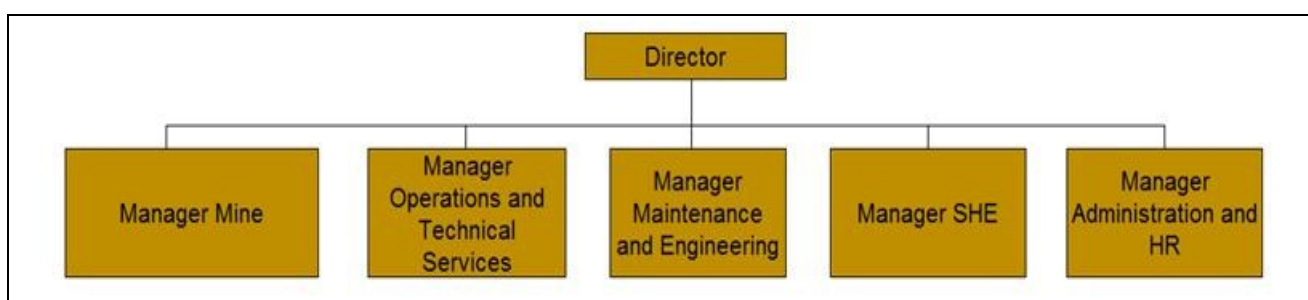 Director
Manager Mine
Manager
Operations and
Technical
Services
Manager
Maintenance
and Engineering
Manager SHE
Manager
Administration and
HR